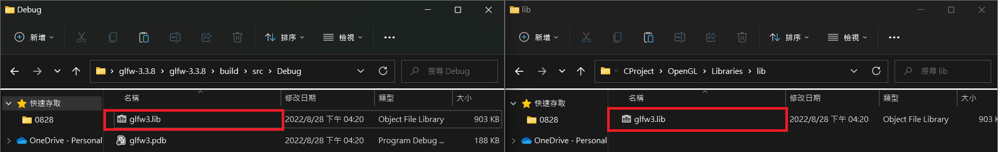 Debug
新增
排序
檢視
glfw-3.3.8 > glfw-3.3.8 > build > src > Debug
搜尋 Debug
名稱 修改日期 類型 大小
快速存取
0828
OneDrive - Personal
glfw3.lib 2022/8/28 下午 04:20 Object File Library 903 KB
glfw3.pdb 2022/8/28 下午 04:20 Program Debug ... 188 KB
lib
新增
排序
檢視
« CProject > OpenGL > Libraries > lib
搜尋 lib
名稱 修改日期 類型 大小
快速存取
0828
OneDrive - Personal
glfw3.lib 2022/8/28 下午 04:20 Object File Library 903